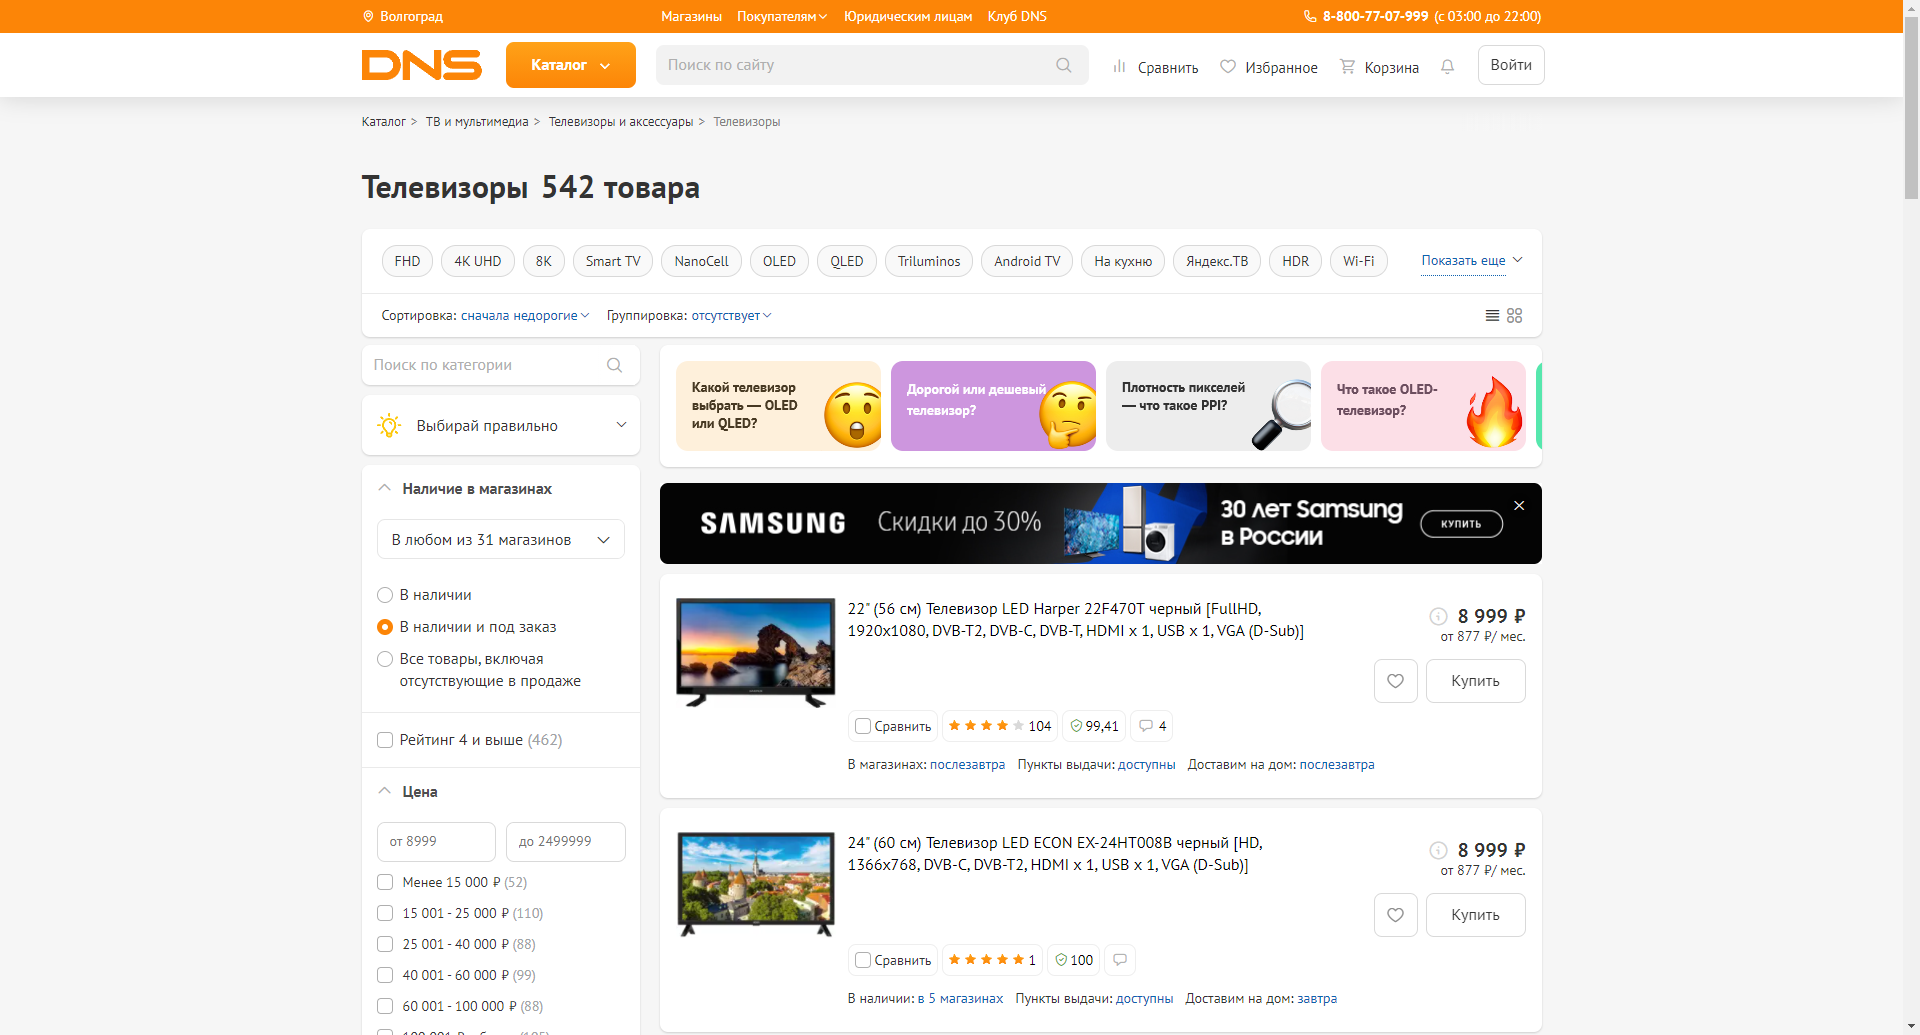 Волгоград
Магазины Покупателям Юридическим лицам Клуб DNS
8-800-77-07-999 (с 03:00 до 22:00)
DNS
Каталог
Поиск по сайту
Сравнить
Избранное
Корзина
Войти
Каталог > ТВ и мультимедиа > Телевизоры и аксессуары > Телевизоры
Телевизоры 542 товара
FHD 4K UHD 8K Smart TV NanoCell OLED QLED Triluminos Android TV На кухню Яндекс.ТВ HDR Wi-Fi Показать еще
Сортировка: сначала недорогие Группировка: отсутствует
Поиск по категории
Выбирай правильно
Наличие в магазинах
В любом из 31 магазинов
В наличии
В наличии и под заказ
Все товары, включая
отсутствующие в продаже
Рейтинг 4 и выше (462)
Цена
от 8999
до 2499999
Менее 15 000 ₽ (52)
15 001 - 25 000 ₽ (110)
25 001 - 40 000 ₽ (88)
40 001 - 60 000 ₽ (99)
60 001 - 100 000 ₽ (88)
Какой телевизор
выбрать — OLED
или QLED?
Дорогой или дешевый
телевизор?
Плотность пикселей
— что такое PPI?
Что такое OLED-
телевизор?
SAMSUNG
Скидки до 30%
30 лет Samsung
в России
КУПИТЬ
22" (56 см) Телевизор LED Harper 22F470T черный [FullHD,
1920x1080, DVB-T2, DVB-C, DVB-T, HDMI x 1, USB x 1, VGA (D-Sub)]
8 999 ₽
от 877 ₽/ мес.
Купить
Сравнить
104
99,41
4
В магазинах: послезавтра Пункты выдачи: доступны Доставим на дом: послезавтра
24" (60 см) Телевизор LED ECON EX-24HT008B черный [HD,
1366x768, DVB-C, DVB-T2, HDMI x 1, USB x 1, VGA (D-Sub)]
8 999 ₽
от 877 ₽/ мес.
Купить
Сравнить
1
100
В наличии: в 5 магазинах Пункты выдачи: доступны Доставим на дом: завтра